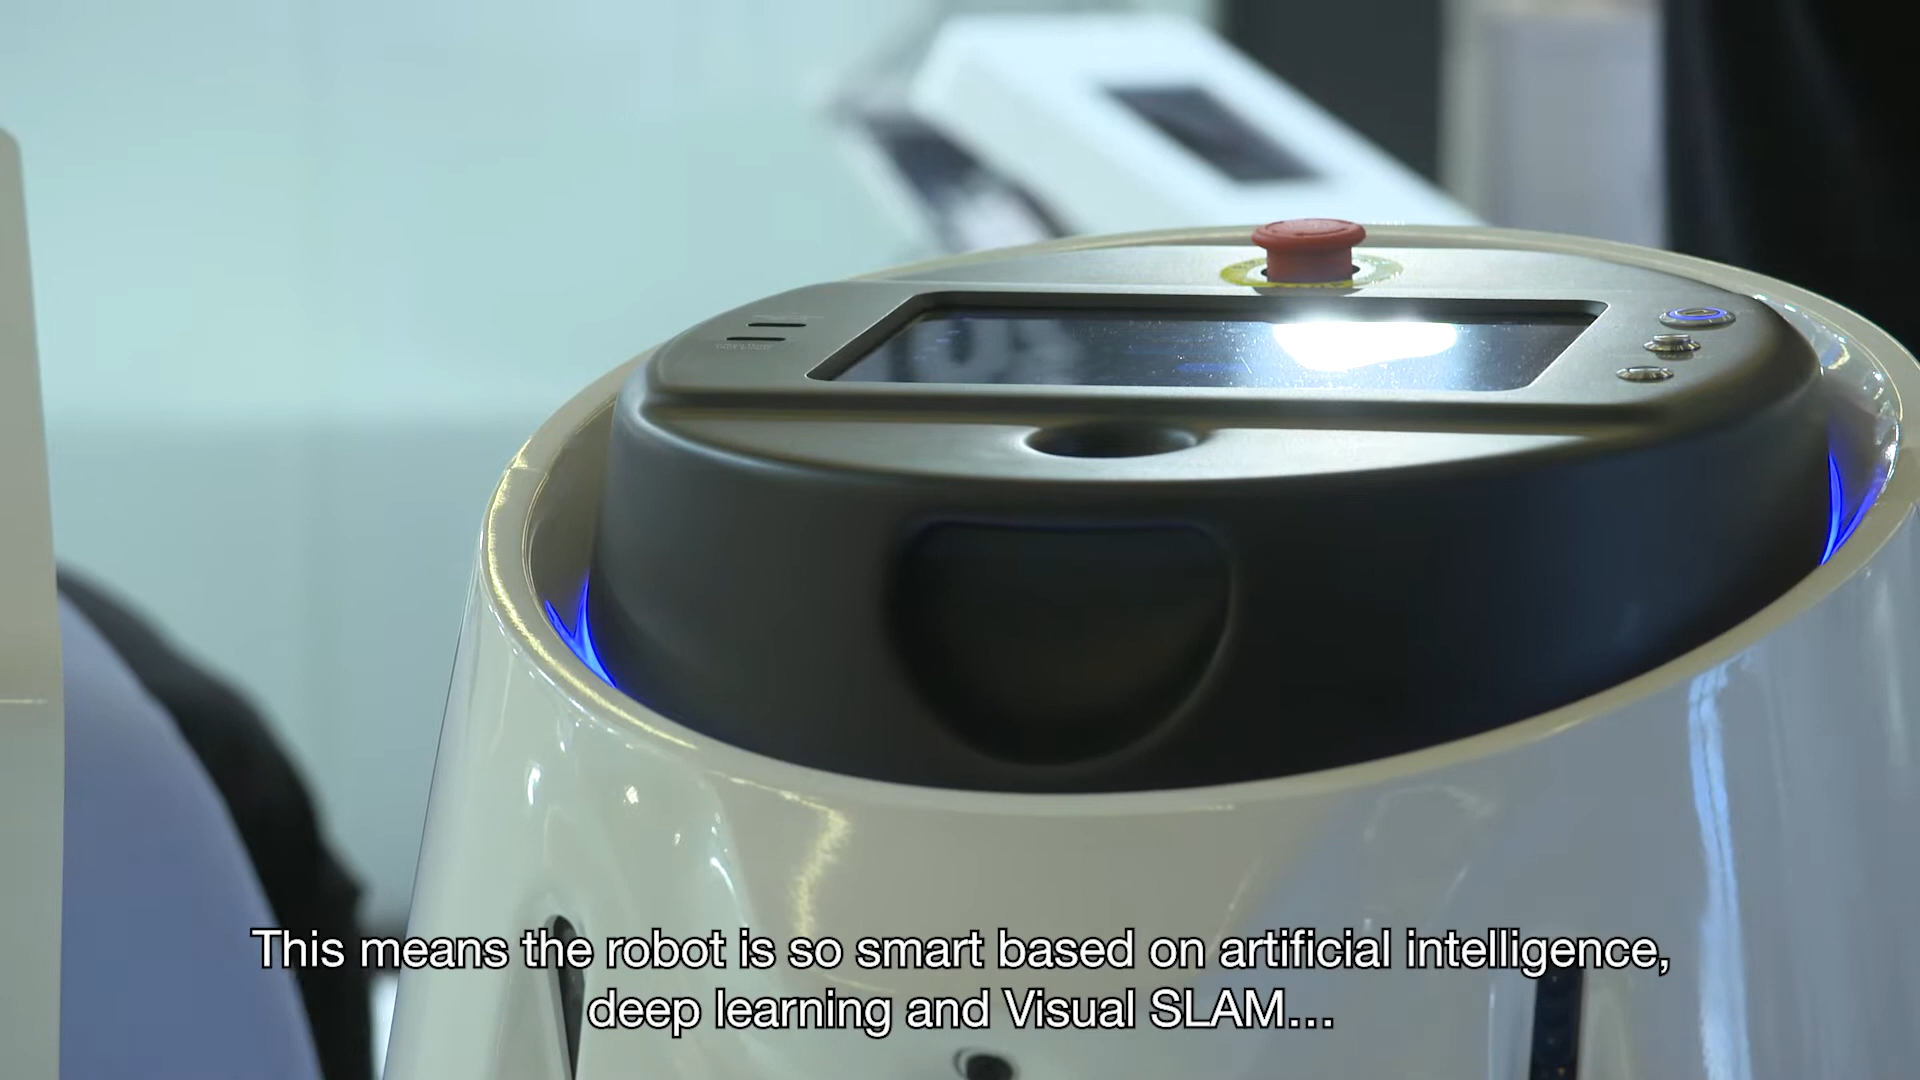 This means the robot is so smart based on artificial intelligence,
deep learning and Visual SLAM...